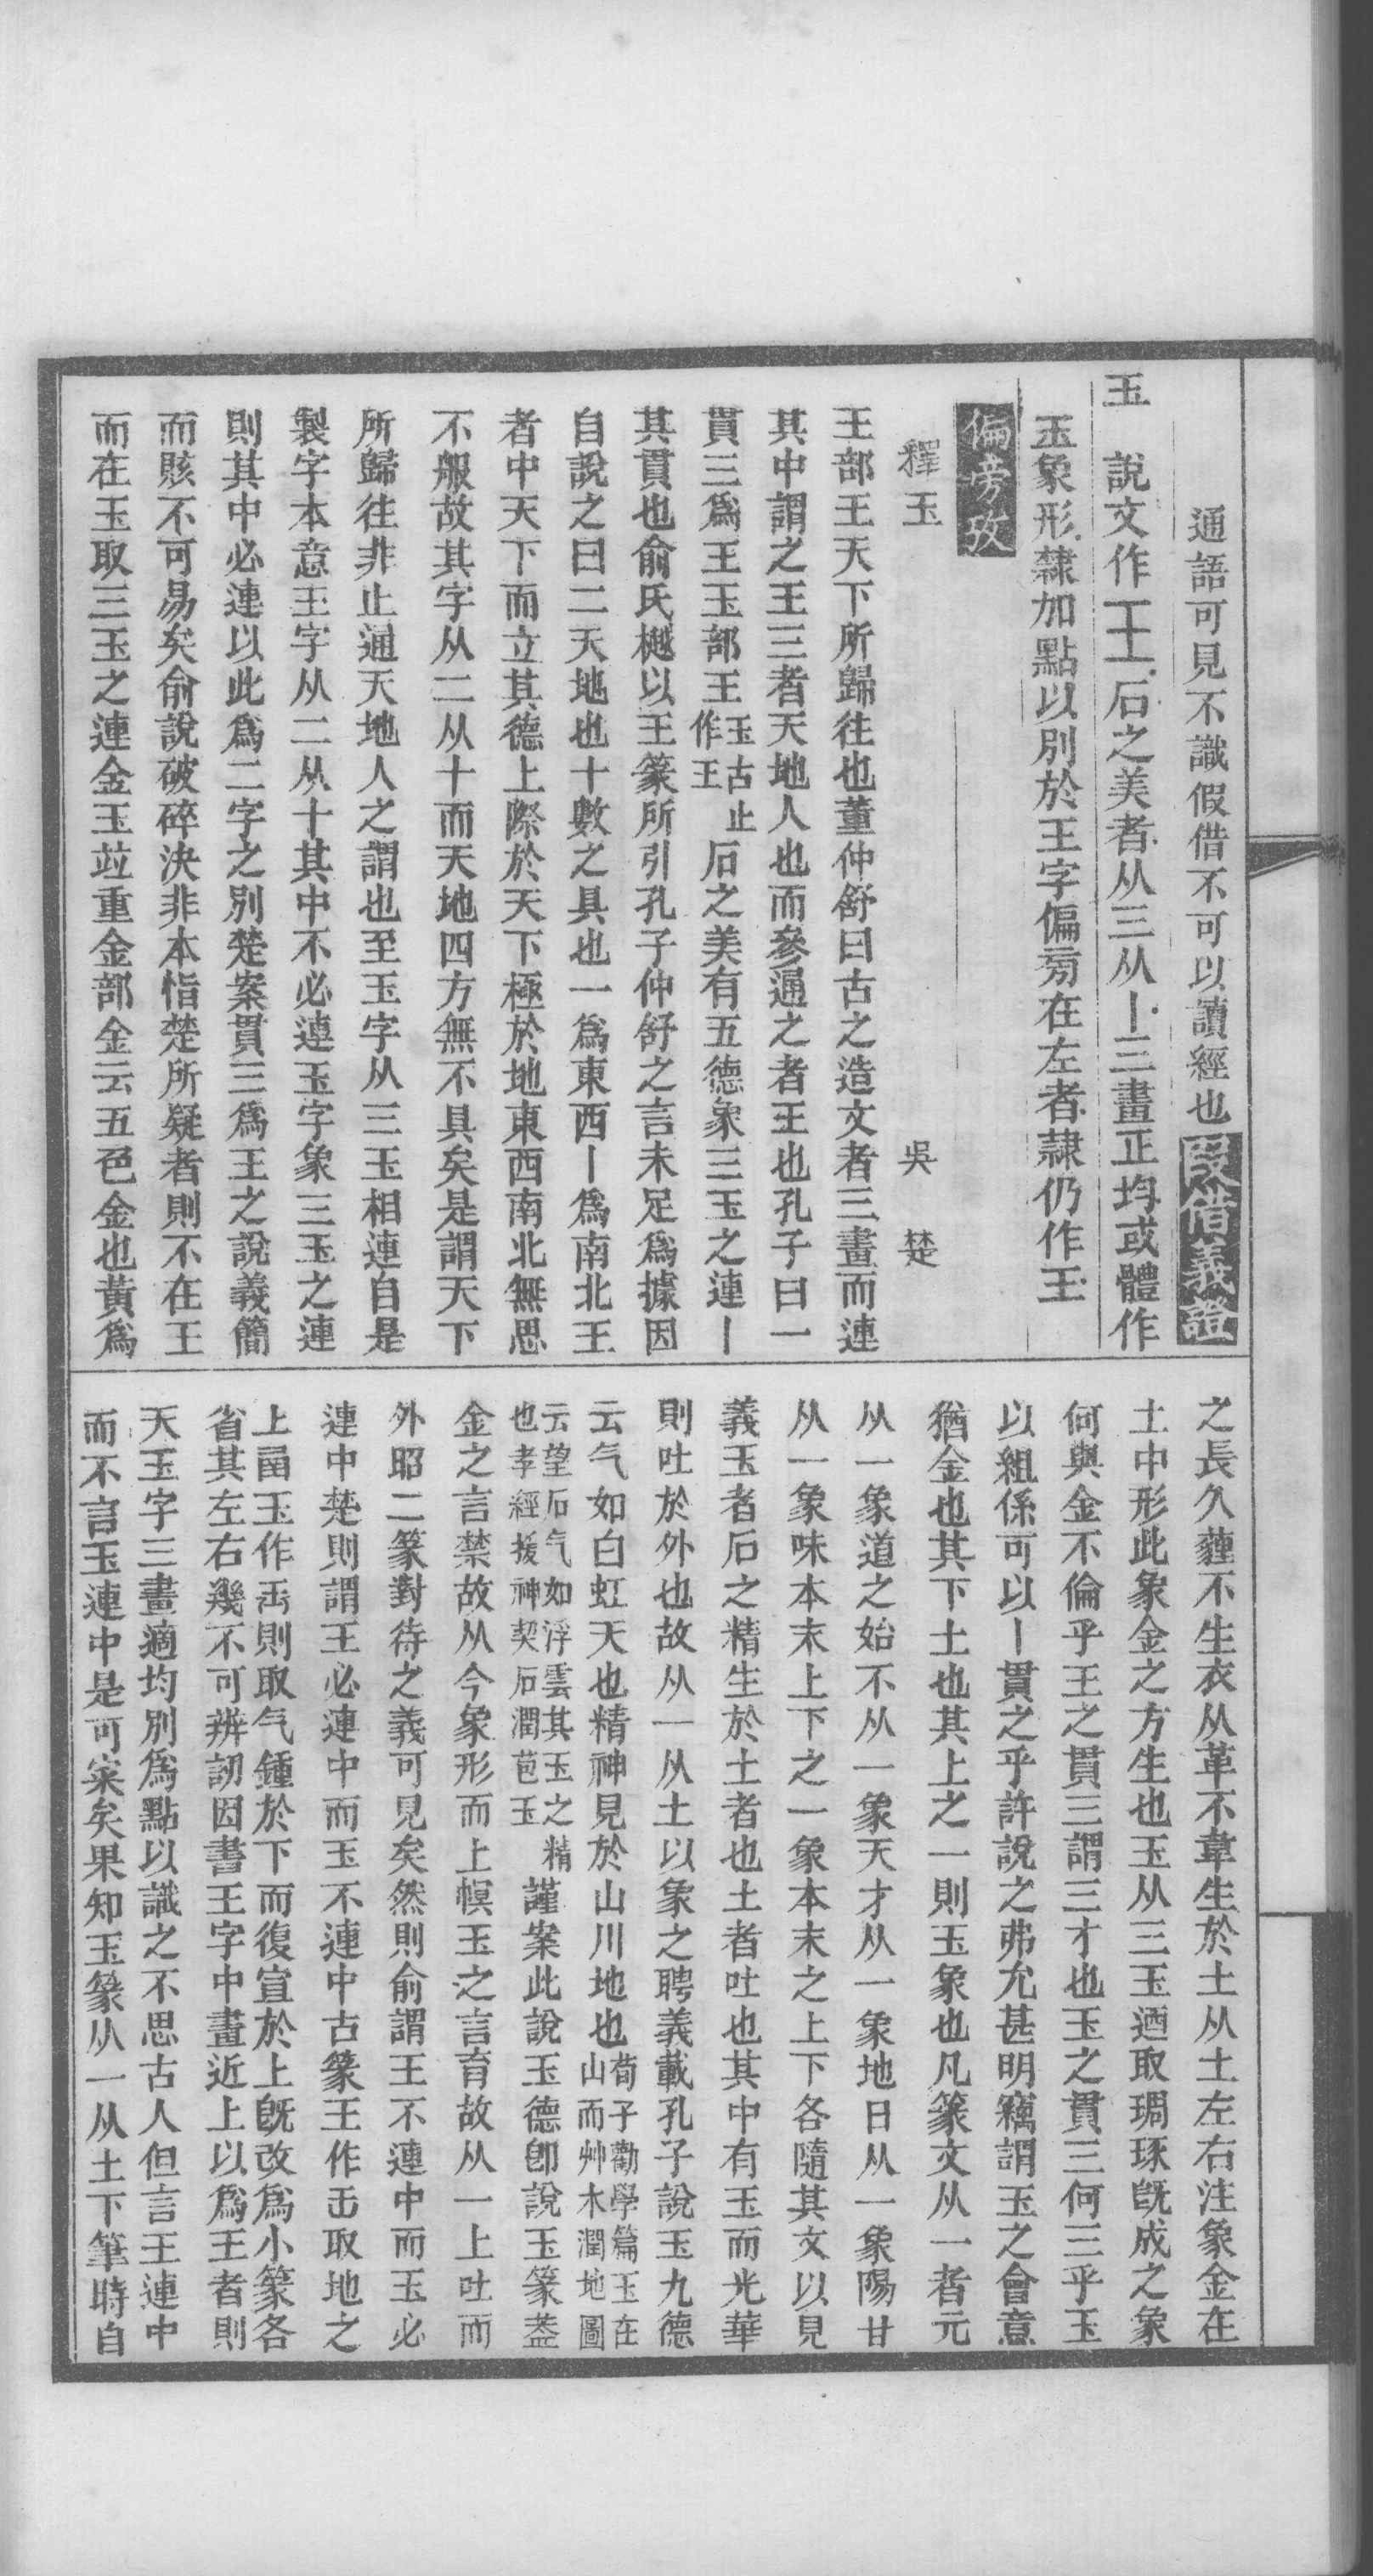 通語可見不識假借不可以讀經也叚借義證
玉　說文作王石之美者从三从丨三畫正均或體作
玉象形隸加點以別於王字偏旁在左者隸仍作王
偏旁攷
釋玉　吳楚
王部王天下所歸往也董仲舒曰古之造文者三畫而連
其中謂之王三者天地人也而參通之者王也孔子曰一
貫三爲王玉部王玉古止作王石之美有五德象三玉之連丨
其貫也俞氏樾以王篆所引孔子仲舒之言未足爲據因
自說之曰二天地也十數之具也一爲東西丨爲南北王
者中天下而立其德上際於天下極於地東西南北無思
不服故其字从二从十而天地四方無不具矣是謂天下
所歸往非止通天地人之謂也至玉字从三玉相連自是
製字本意王字从二从十其中不必連玉字象三玉之連
則其中必連以此爲二字之別楚案貫三爲王之說義簡
而賅不可易矣俞說破碎決非本恉楚所疑者則不在王
而在玉取三玉之連金玉竝重金部金云五色金也黃爲
之長久薶不生衣从革不韋生於土从土左右注象金在
土中形此象金之方生也玉从三玉迺取琱琢旣成之象
何與金不倫乎王之貫三謂三才也玉之貫三何三乎玉
以組係可以丨貫之乎許說之弗允甚明竊謂玉之會意
猶金也其下土也其上之一則玉象也凡篆文从一者元
从一象道之始不从一象天才从一象地日从一象陽甘
从一象味本末上下之一象本末之上下各隨其文以見
義玉者石之精生於土者也土者吐也其中有玉而光華
則吐於外也故从一从土以象之聘義載孔子說玉九德
云气如白虹天也精神見於山川地也荀子勸學篇玉在山而艸木潤地圖
云望石气如浮雲其玉之精也孝經援神契石潤苞玉謹案此說玉德卽說玉篆葢
金之言禁故从今象形而上幎玉之言育故从一上吐而
外昭二篆對待之義可見矣然則俞謂王不連中而玉必
連中楚則謂王必連中而玉不連中古篆王作𠙻取地之
上畐玉作𠙻則取气鍾於下而復宣於上旣改爲小篆各
省其左右幾不可辨認因書王字中畫近上以爲王者則
天玉字三畫適均別爲點以識之不思古人但言王連中
而不言玉連中是可案矣果知玉篆从一从土下筆時自